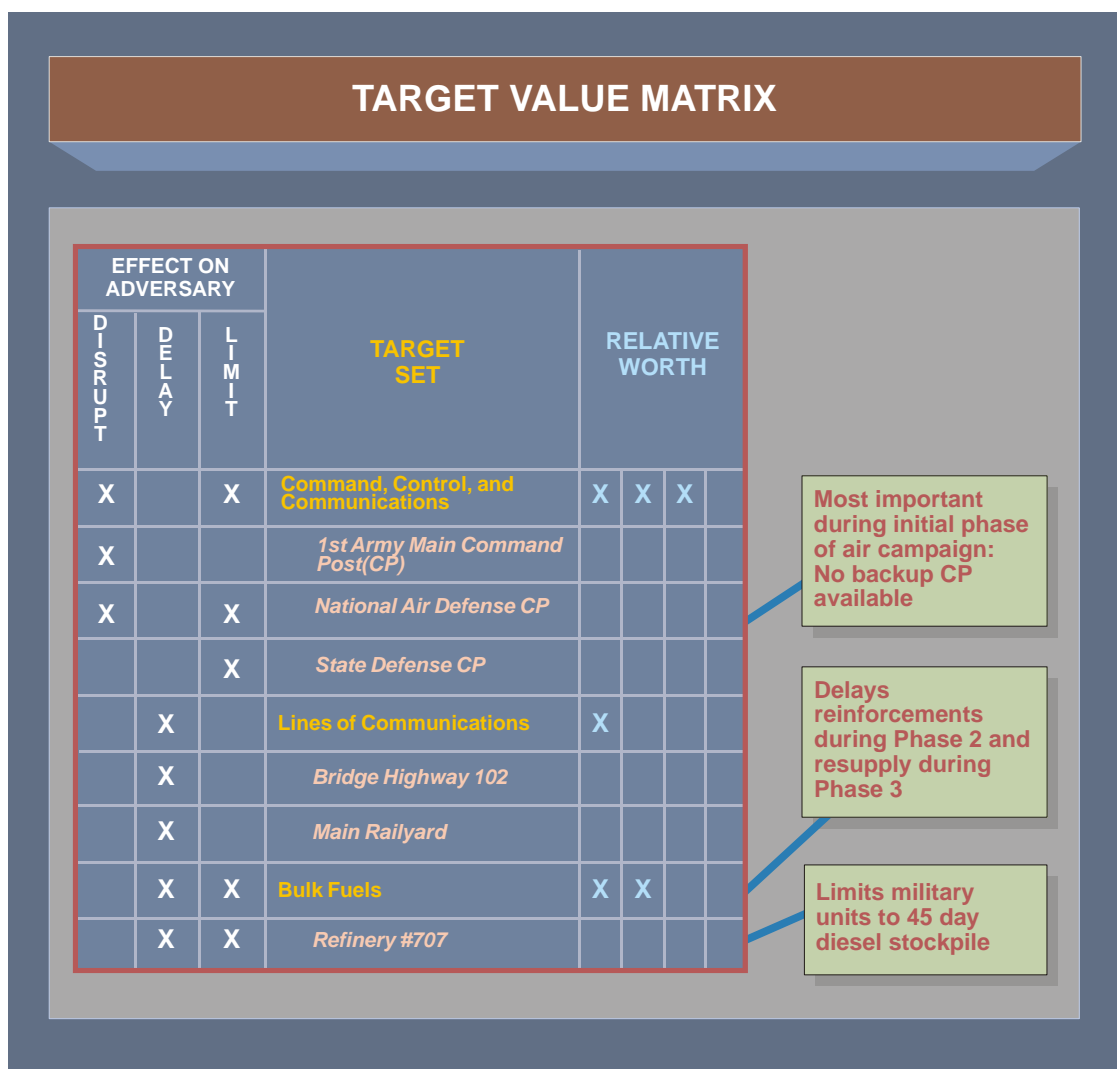 TARGET VALUE MATRIX
EFFECT ON
ADVERSARY
DISRUPT
DELAY
LIMIT
TARGET
SET
RELATIVE
WORTH
X X Command, Control, and
Communications X X X
X 1st Army Main Command
Post(CP)
X X National Air Defense CP
X State Defense CP
X Lines of Communications X
X Bridge Highway 102
X Main Railyard
X X Bulk Fuels X X
X X Refinery #707
Most important
during initial phase
of air campaign:
No backup CP
available
Delays
reinforcements
during Phase 2 and
resupply during
Phase 3
Limits military
units to 45 day
diesel stockpile